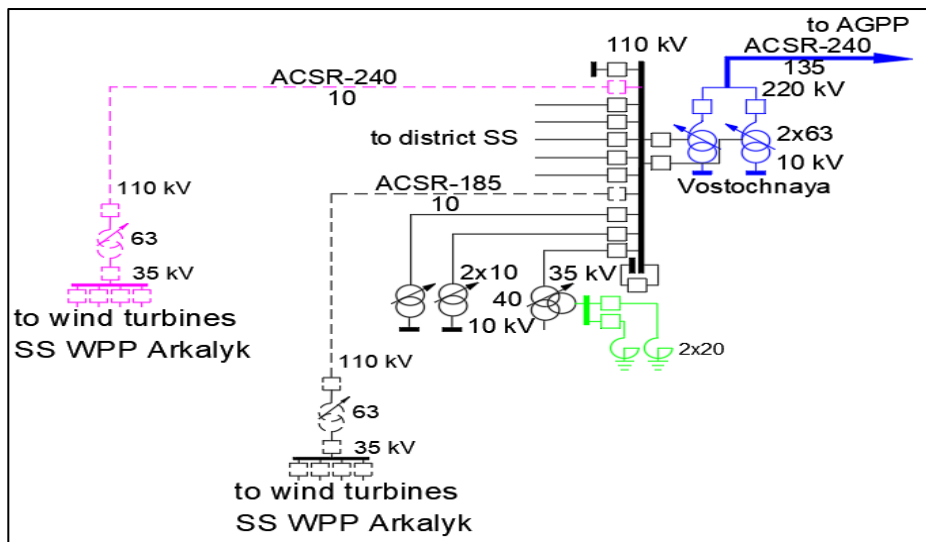 to AGPP
ACSR-240
135
220 kV
110 kV
ACSR-240
10
2x63
10 kV
to district SS
Vostochnaya
ACSR-185
10
110 kV
63
35 kV
2x10
35 kV
40
10 kV
to wind turbines
SS WPP Arkalyk
2x20
110 kV
63
35 kV
to wind turbines
SS WPP Arkalyk